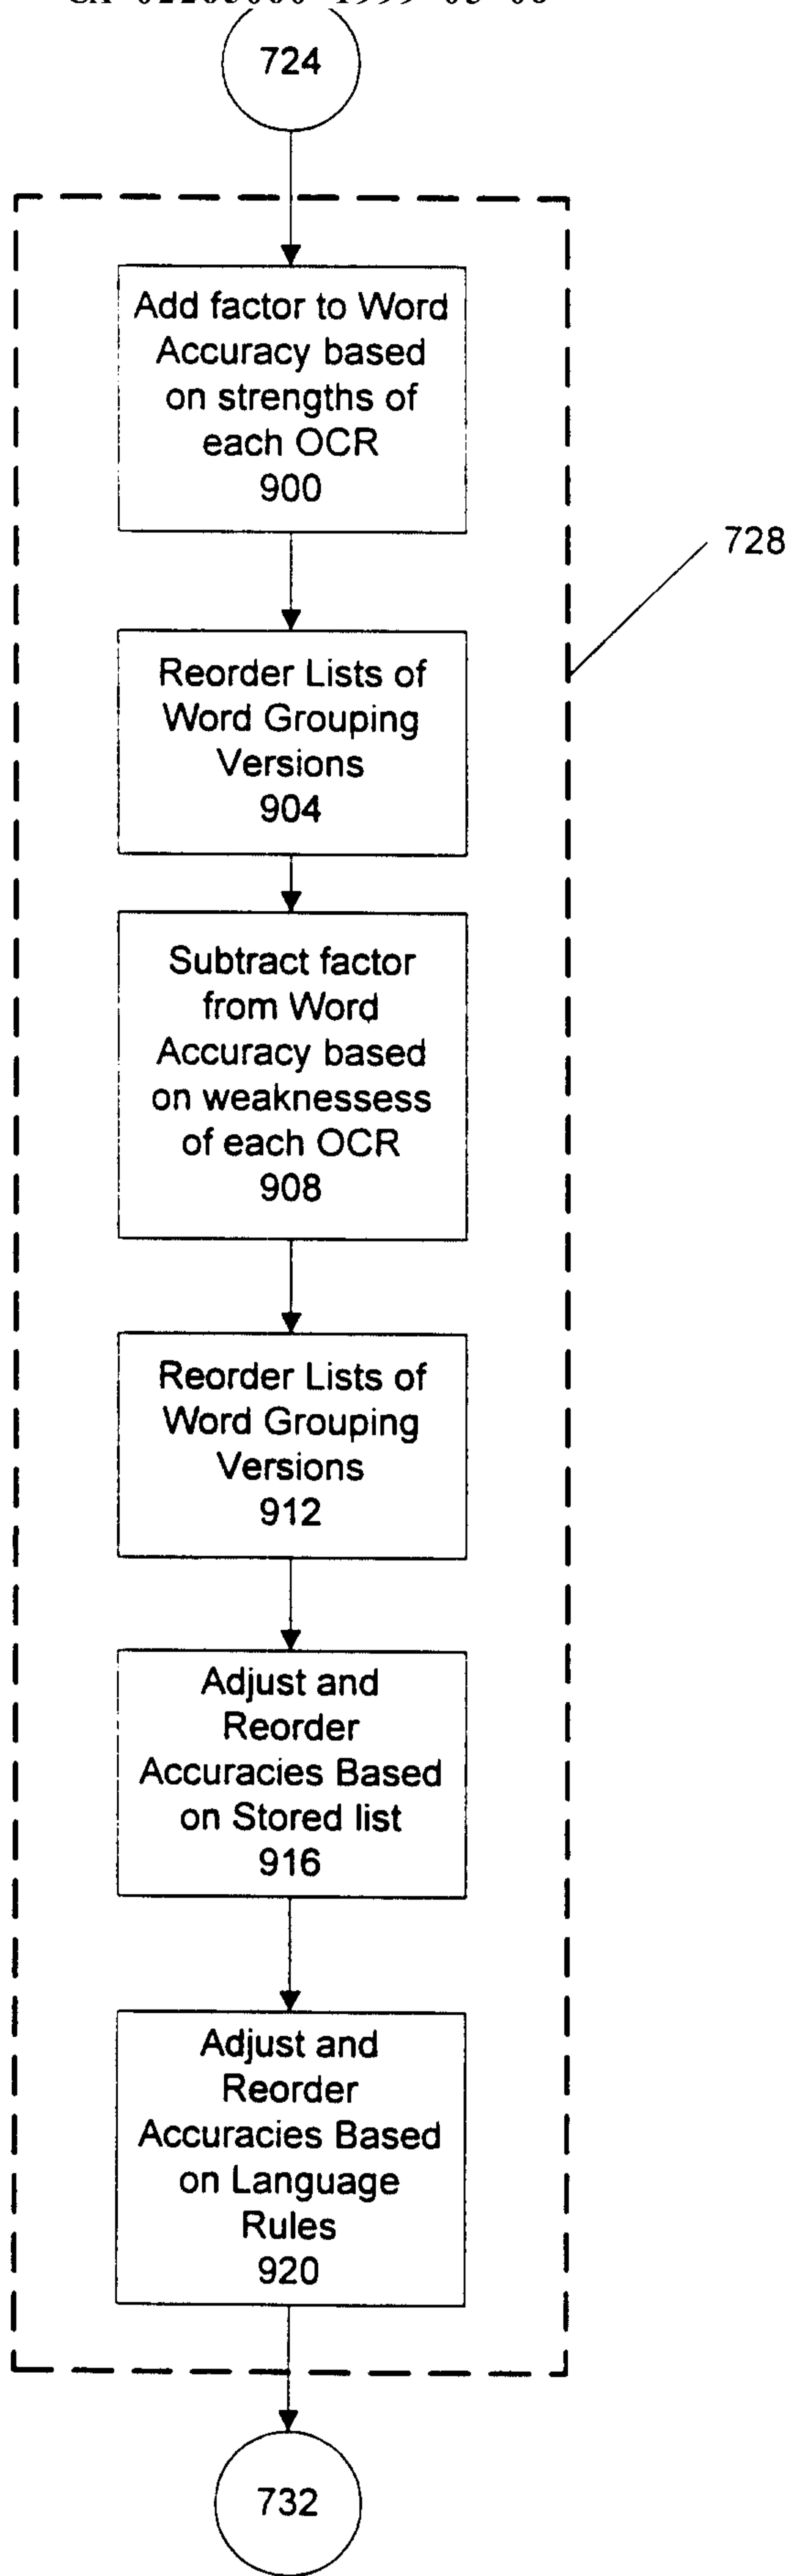 724
Add factor to Word
Accuracy based
on strengths of
each OCR
900
728
Reorder Lists of
Word Grouping
Versions
904
Subtract factor
from Word
Accuracy based
on weaknessess
of each OCR
908
Reorder Lists of
Word Grouping
Versions
912
Adjust and
Reorder
Accuracies Based
on Stored list
916
Adjust and
Reorder
Accuracies Based
on Language
Rules
920
732